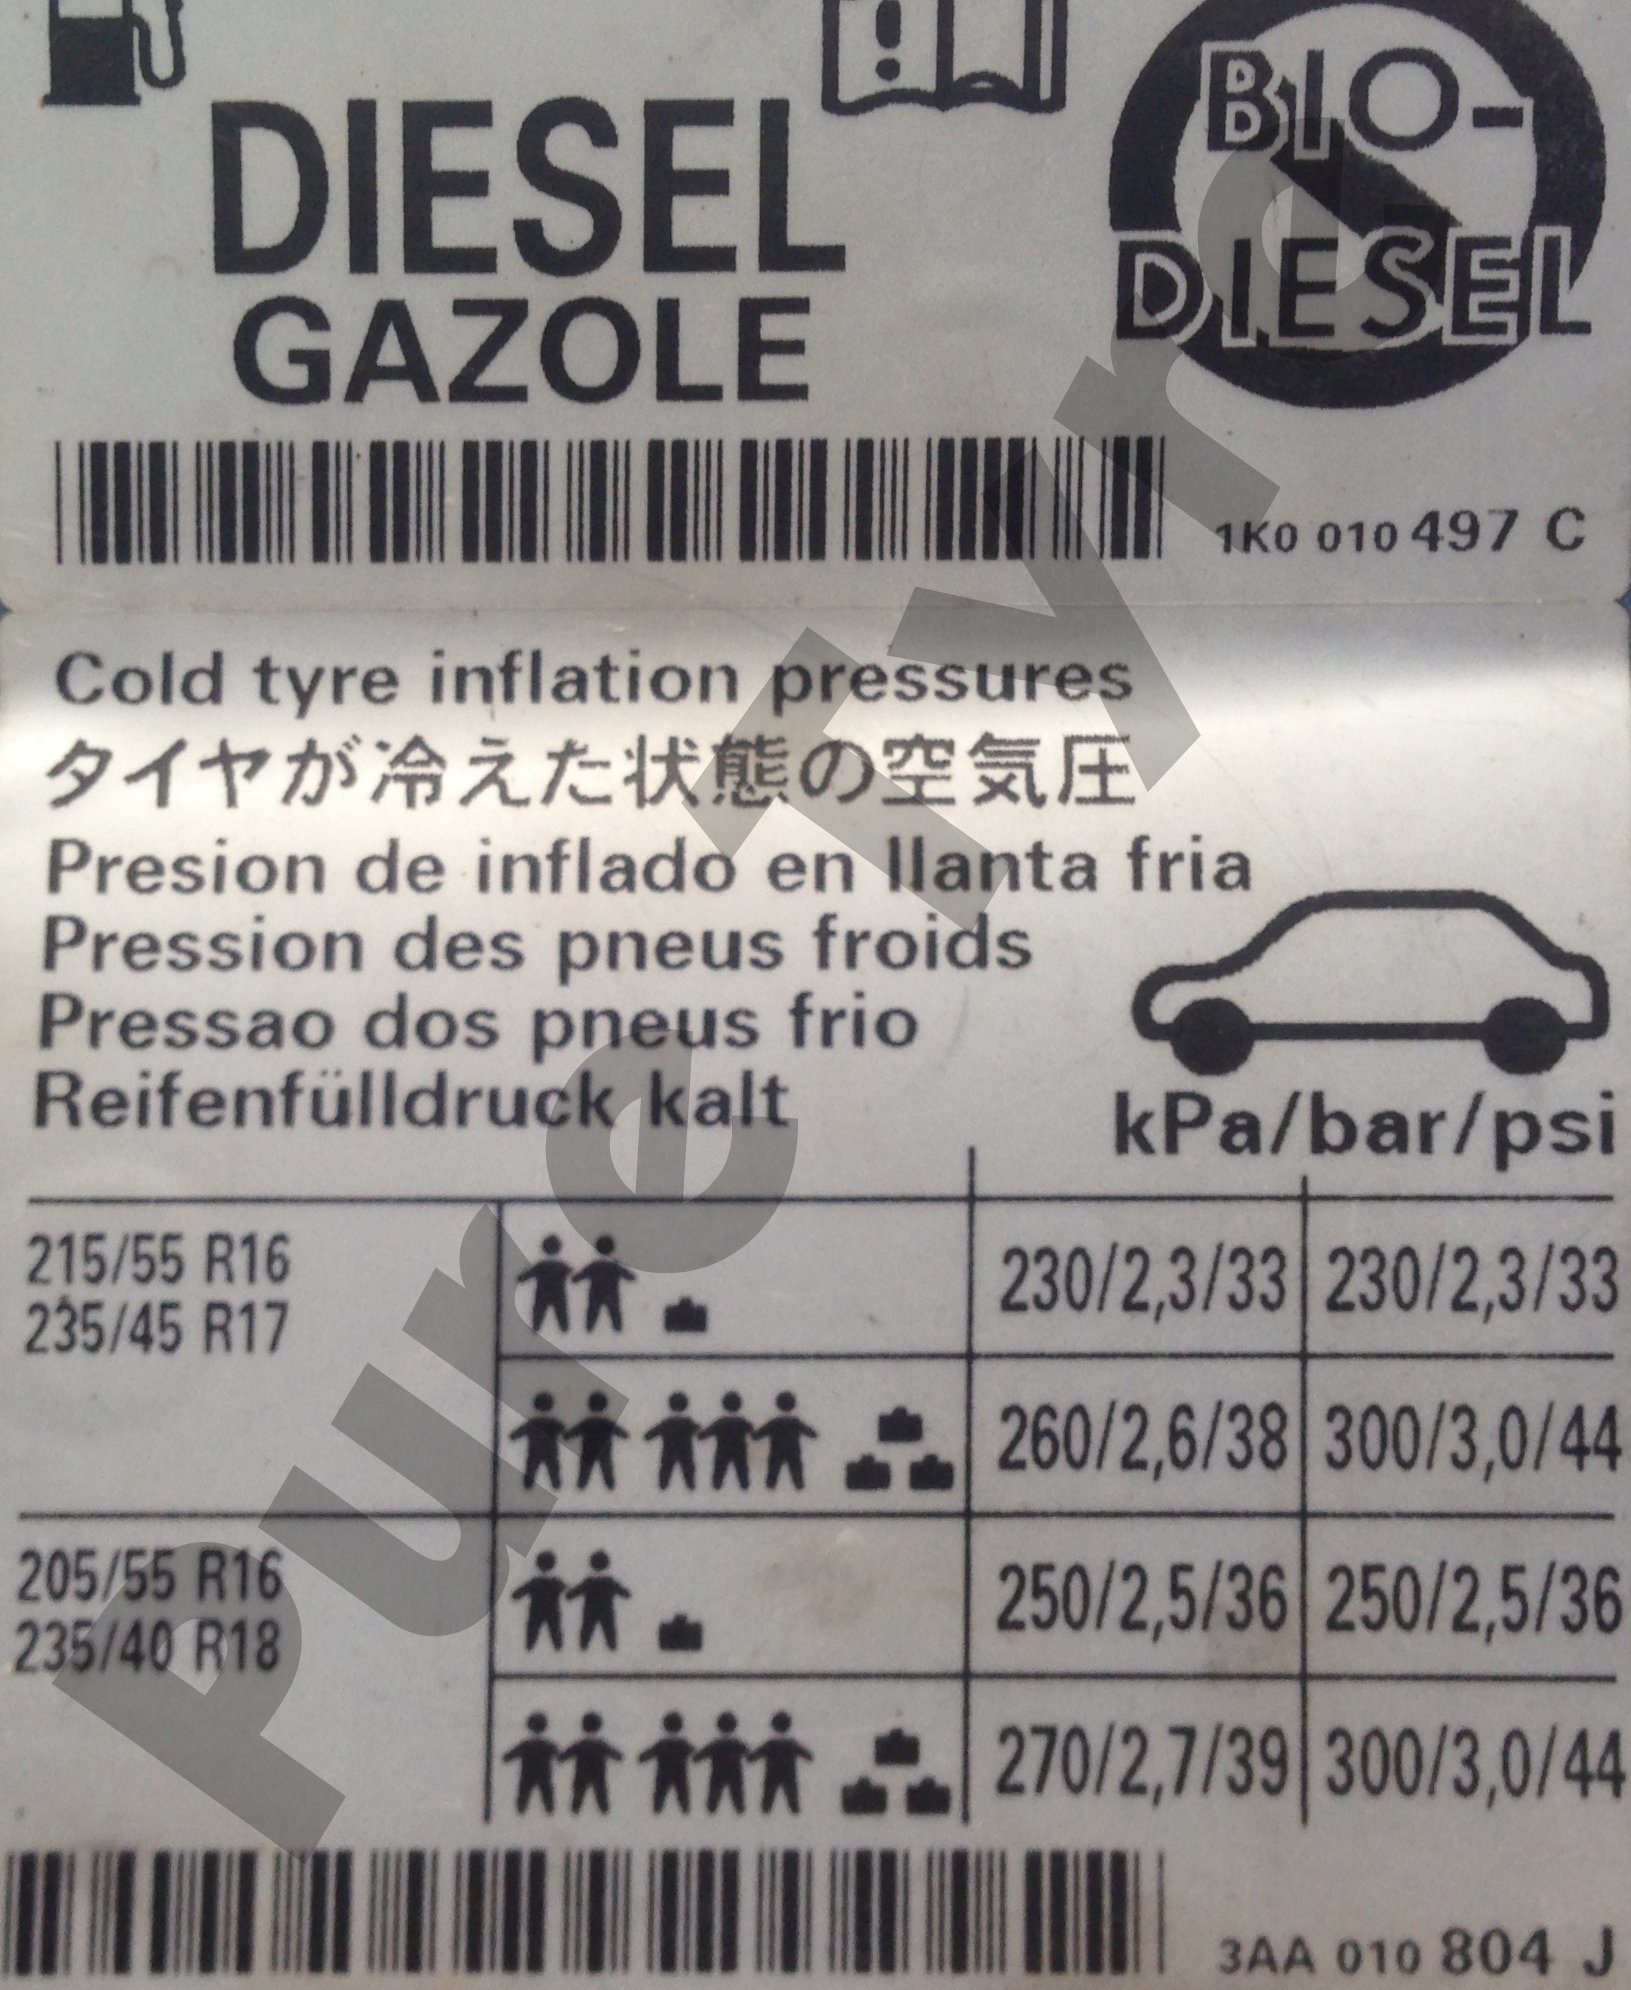 BIO-
DIESEL
DIESEL
GAZOLE
1K0 010 497 C
Cold tyre inflation pressures
タイヤが冷えた状態の空気圧
Presion de inflado en llanta fria
Pression des pneus froids
Pressao dos pneus frio
Reifenfülldruck kalt
kPa/bar/psi
215/55 R16
235/45 R17
230/2,3/33 230/2,3/33
260/2,6/38 300/3,0/44
205/55 R16
235/40 R18
250/2,5/36 250/2,5/36
270/2,7/39 300/3,0/44
3AA 010 804 J
Pure Tyre